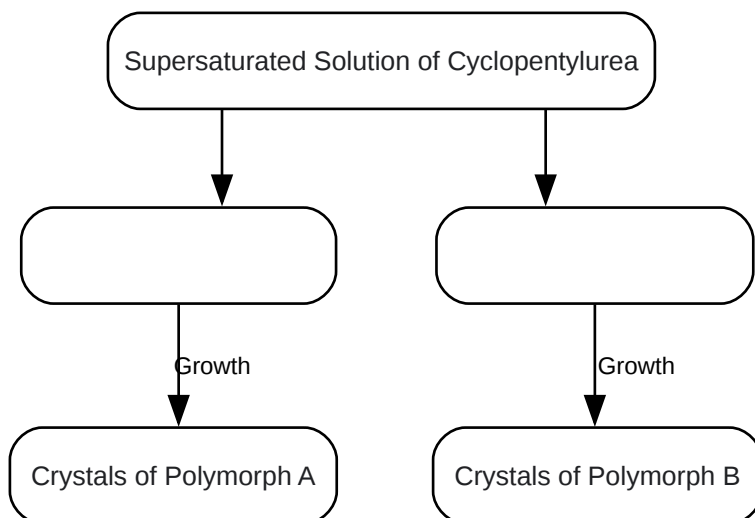 Supersaturated Solution of Cyclopentylurea
Growth
Growth
Crystals of Polymorph A
Crystals of Polymorph B